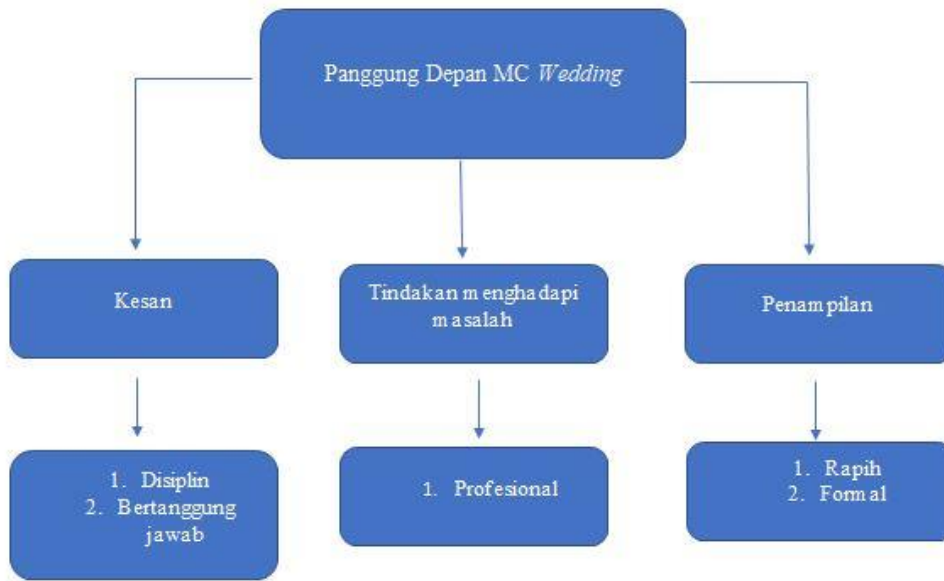 Panggung Depan MC Wedding
Kesan
Tindakan menghadapi
masalah
Penampilan
1. Disiplin
2. Bertanggung
jawab
1. Profesional
1. Rapih
2. Formal